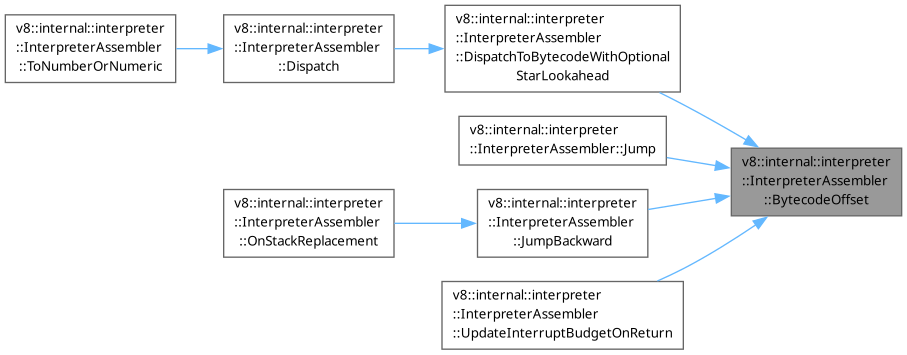 v8::internal::interpreter
::InterpreterAssembler
::ToNumberOrNumeric
v8::internal::interpreter
::InterpreterAssembler
::Dispatch
v8::internal::interpreter
::InterpreterAssembler
::DispatchToBytecodeWithOptional
StarLookahead
v8::internal::interpreter
::InterpreterAssembler::Jump
v8::internal::interpreter
::InterpreterAssembler
::BytecodeOffset
v8::internal::interpreter
::InterpreterAssembler
::OnStackReplacement
v8::internal::interpreter
::InterpreterAssembler
::JumpBackward
v8::internal::interpreter
::InterpreterAssembler
::UpdateInterruptBudgetOnReturn